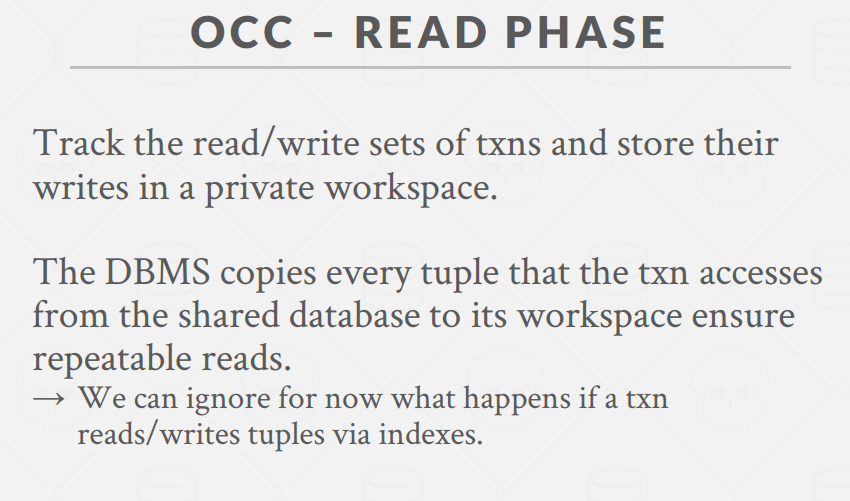 OCC – READ PHASE
Track the read/write sets of txns and store their
writes in a private workspace.
The DBMS copies every tuple that the txn accesses
from the shared database to its workspace ensure
repeatable reads.
→ We can ignore for now what happens if a txn
reads/writes tuples via indexes.